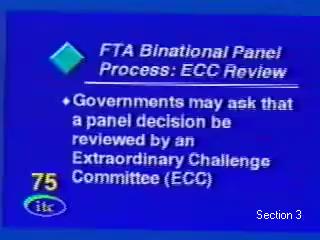 FTA Binational Panel
Process: ECC Review
♦Governments may ask that
a panel decision be
reviewed by an
Extraordinary Challenge
Committee (ECC)
75
itc
Section 3